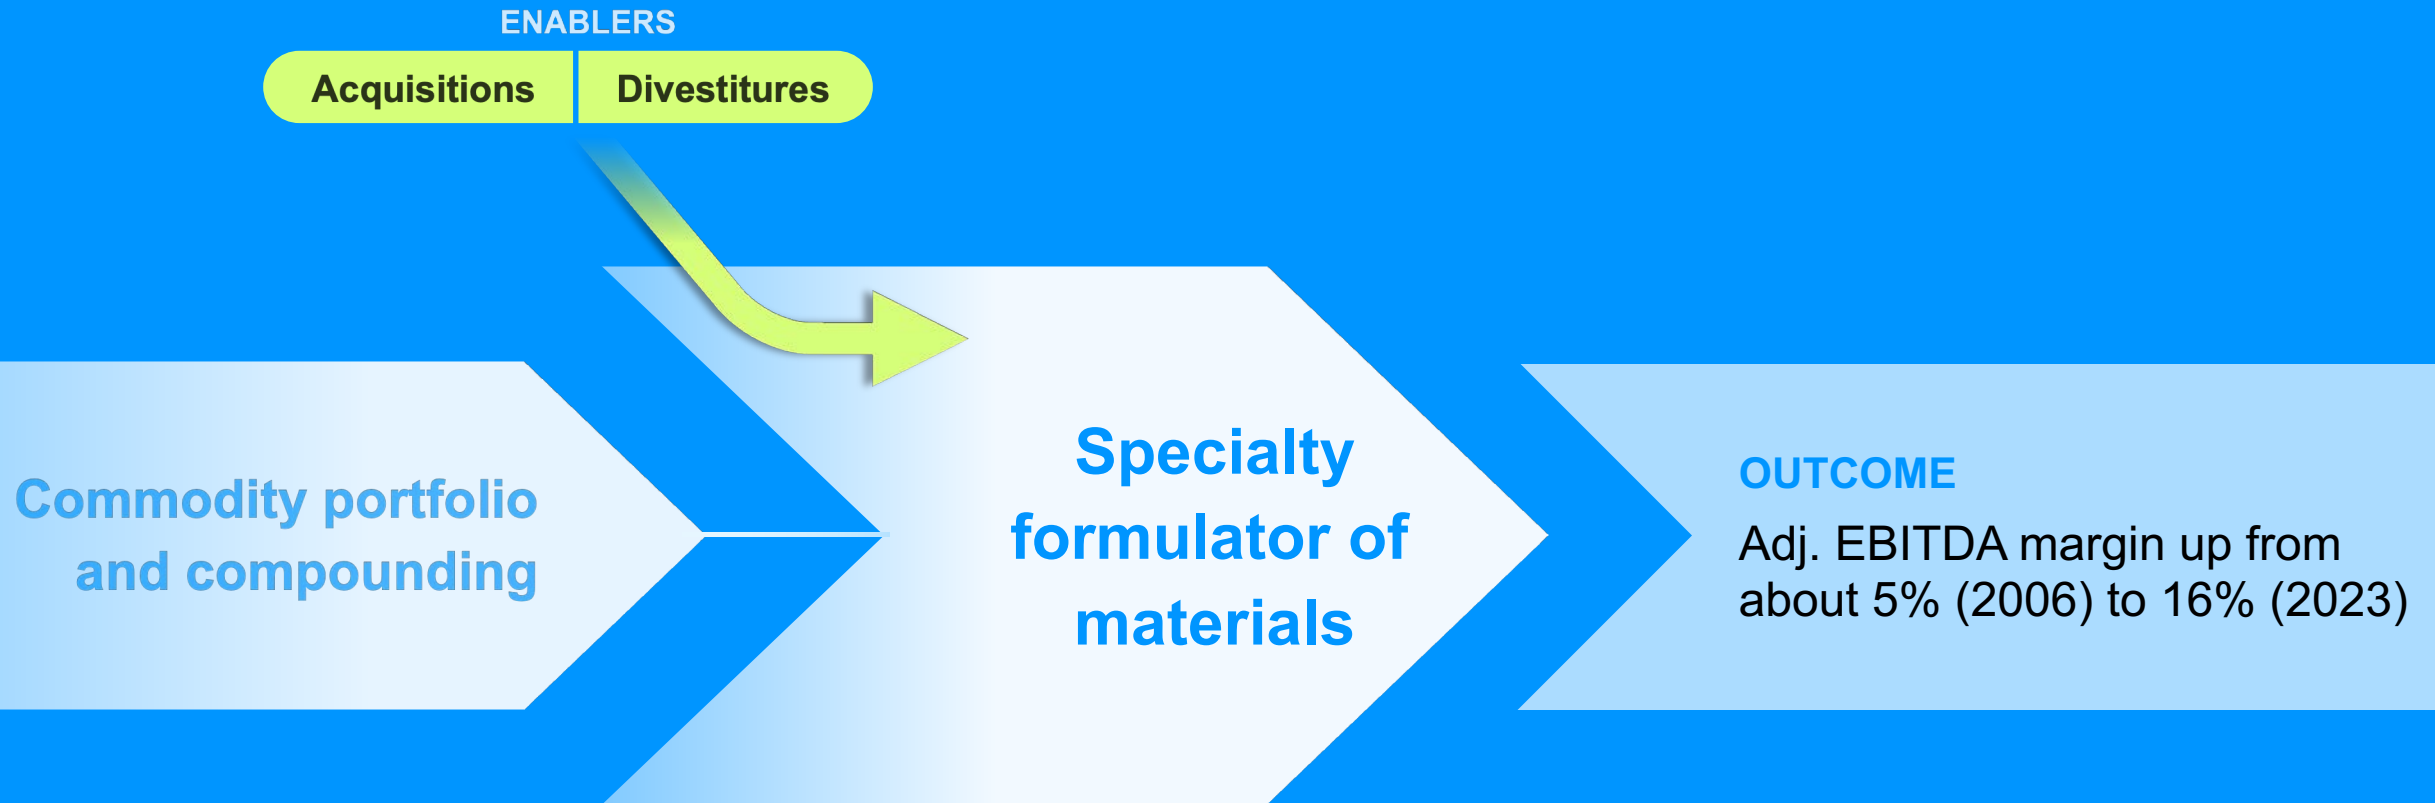 ENABLERS
Acquisitions
Divestitures
Commodity portfolio
and compounding
Specialty
formulator of
materials
OUTCOME
Adj. EBITDA margin up from
about 5% (2006) to 16% (2023)